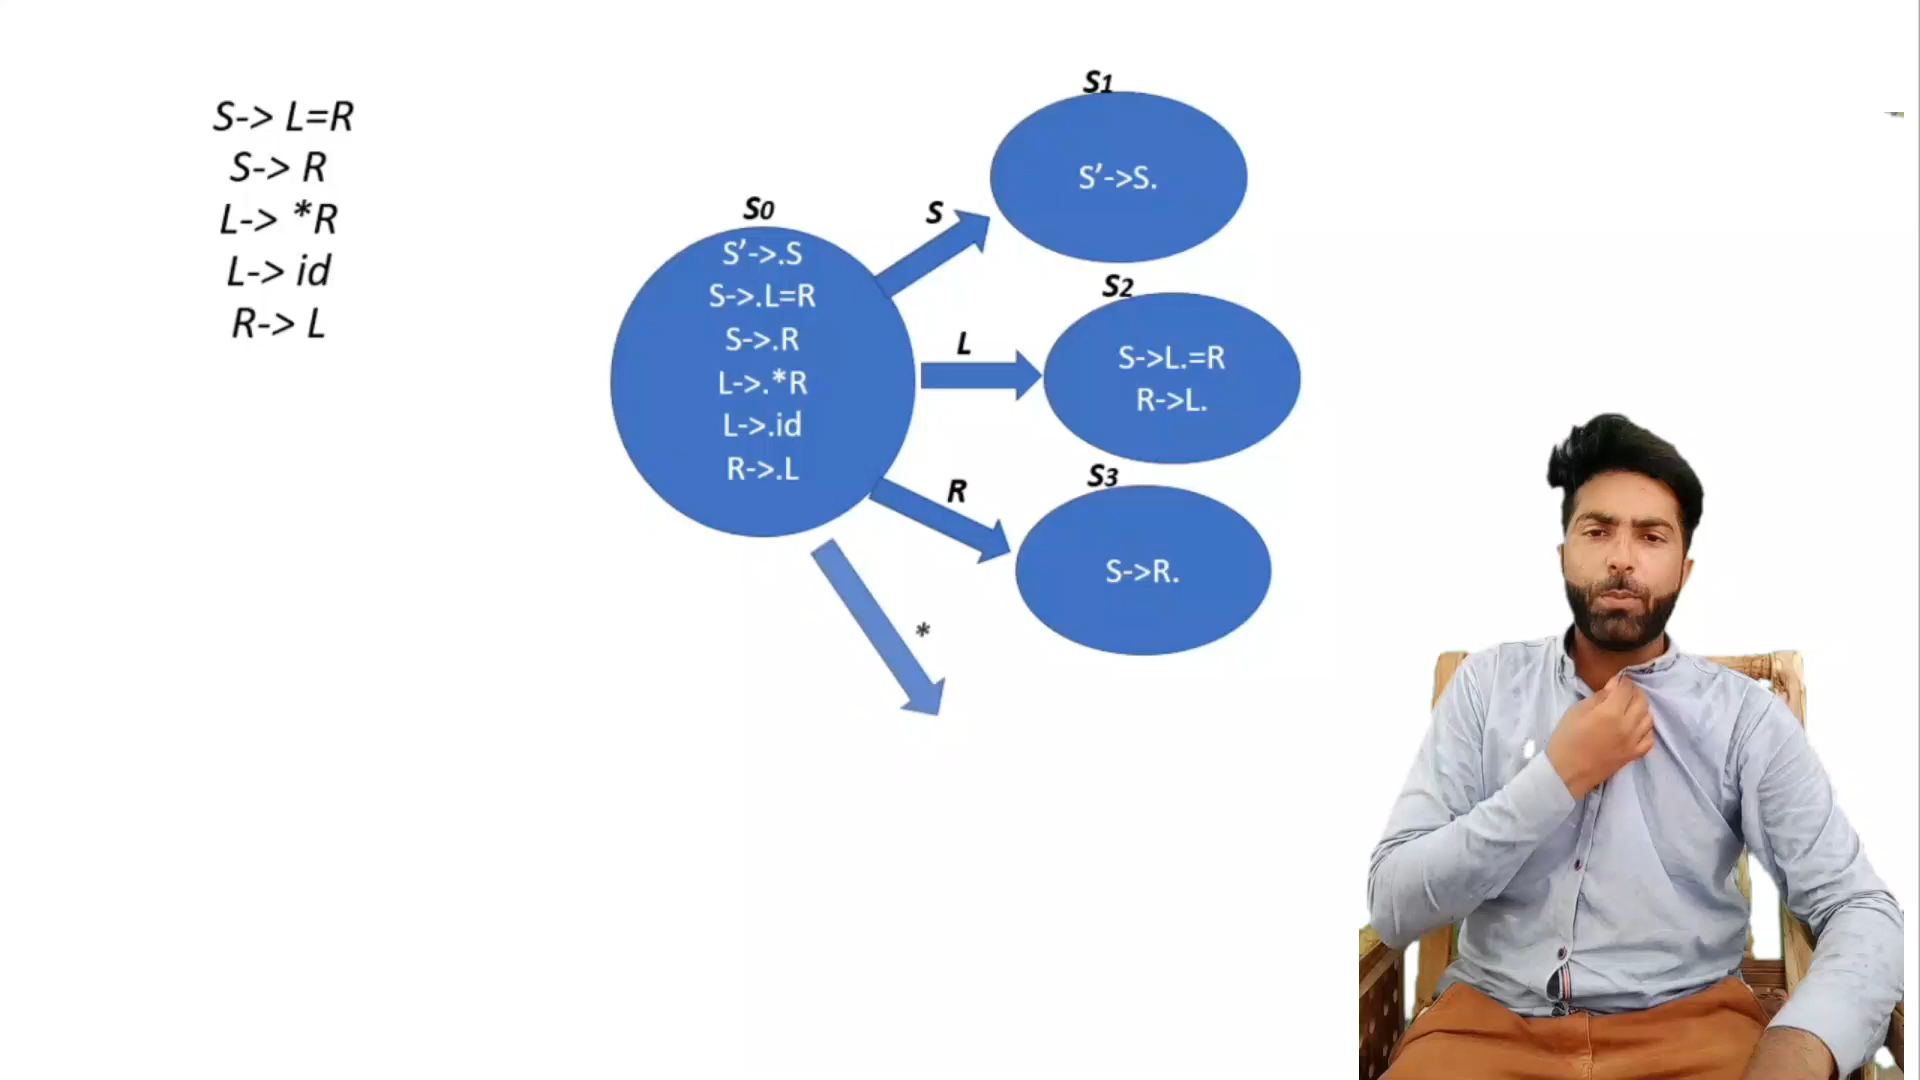 S-> L=R
S-> R
L-> *R
L-> id
R-> L
S0
S'->.S
S->.L=R
S->.R
L->.*R
L->.id
R->.L
S
S1
S'->S.
L
S2
S->L.=R
R->L.
R
S3
S->R.
*